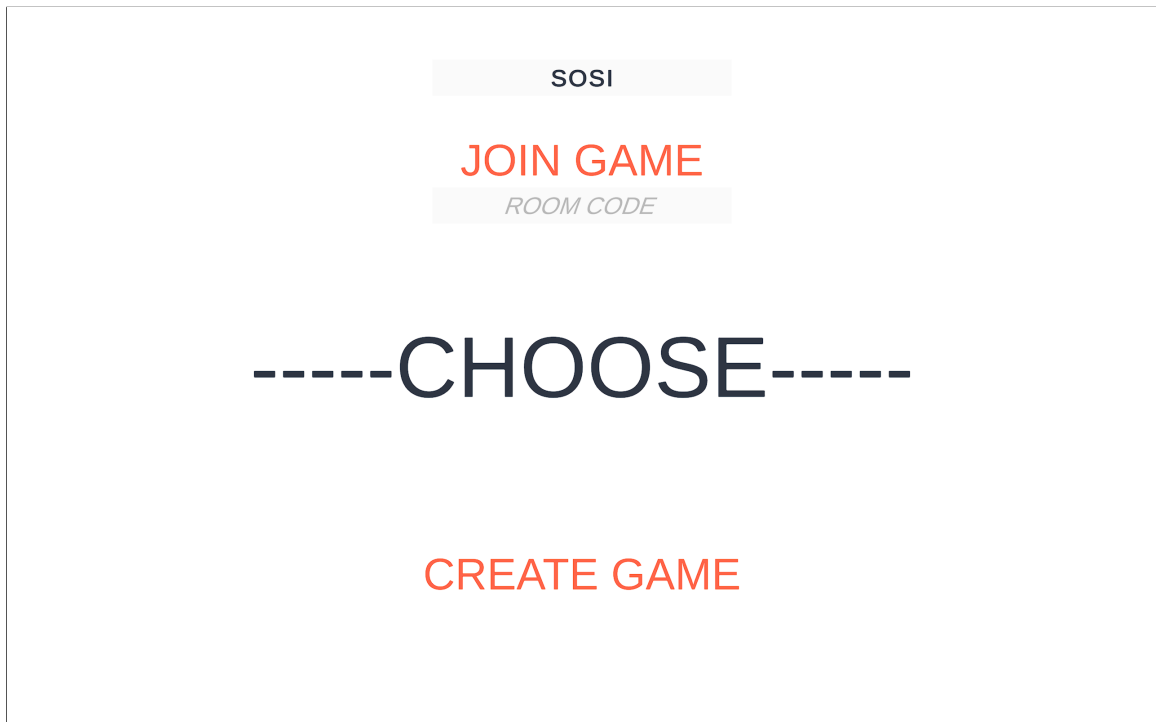 SOSI
JOIN GAME
ROOM CODE
-----CHOOSE-----
CREATE GAME